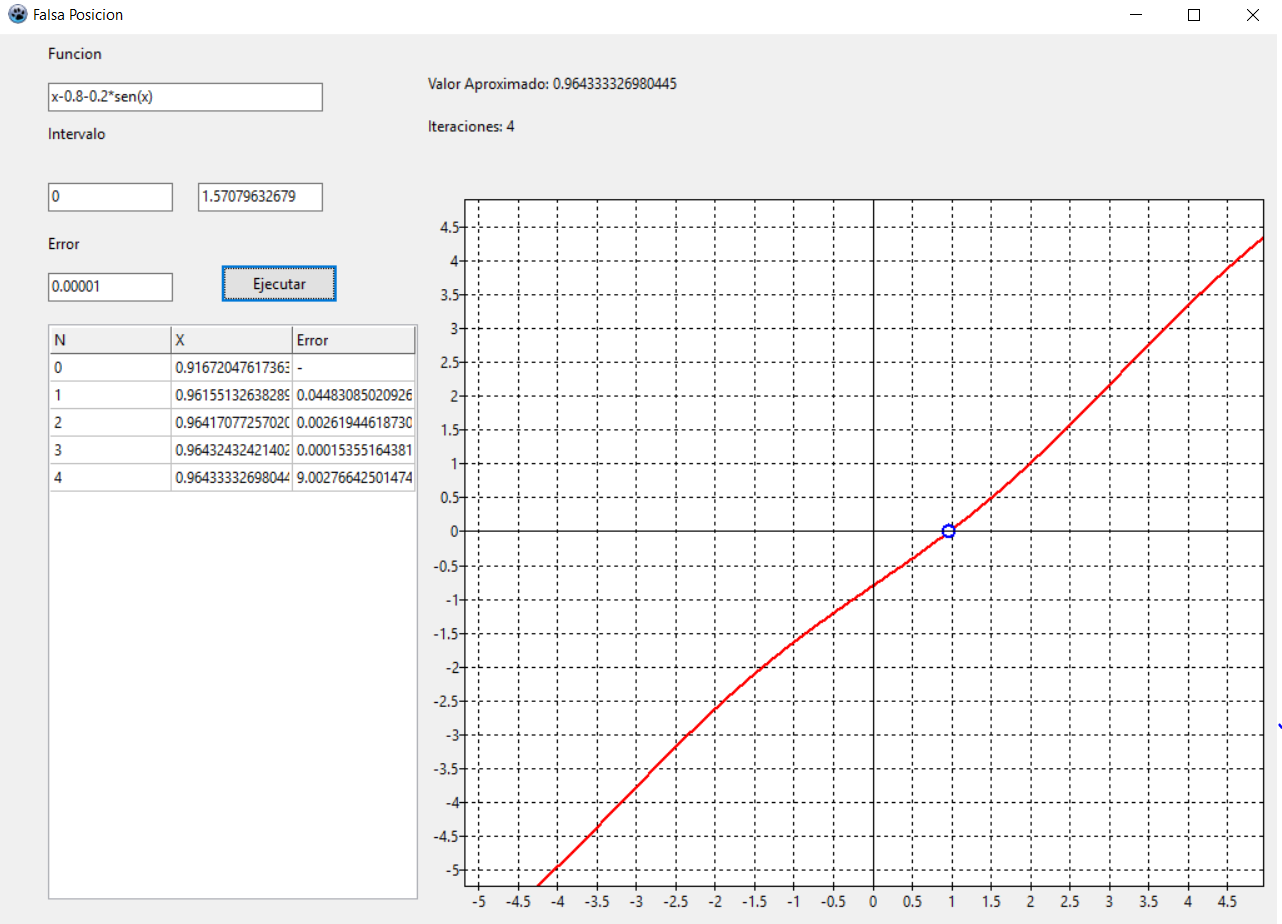 Falsa Posicion
Funcion
x-0.8-0.2*sen(x)
Valor Aproximado: 0.964333326980445
Iteraciones: 4
Intervalo
0 1.57079632679
Error
0.00001
Ejecutar
N X Error
0 0.91672047617363 -
1 0.96155132638289 0.04483085020926
2 0.96417077257020 0.00261944618730
3 0.96432432421402 0.00015355164381
4 0.96433332698044 9.00276642501474
4.5
4
3.5
3
2.5
2
1.5
1
0.5
0
-0.5
-1
-1.5
-2
-2.5
-3
-3.5
-4
-4.5
-5
-5 -4.5 -4 -3.5 -3 -2.5 -2 -1.5 -1 -0.5 0 0.5 1 1.5 2 2.5 3 3.5 4 4.5